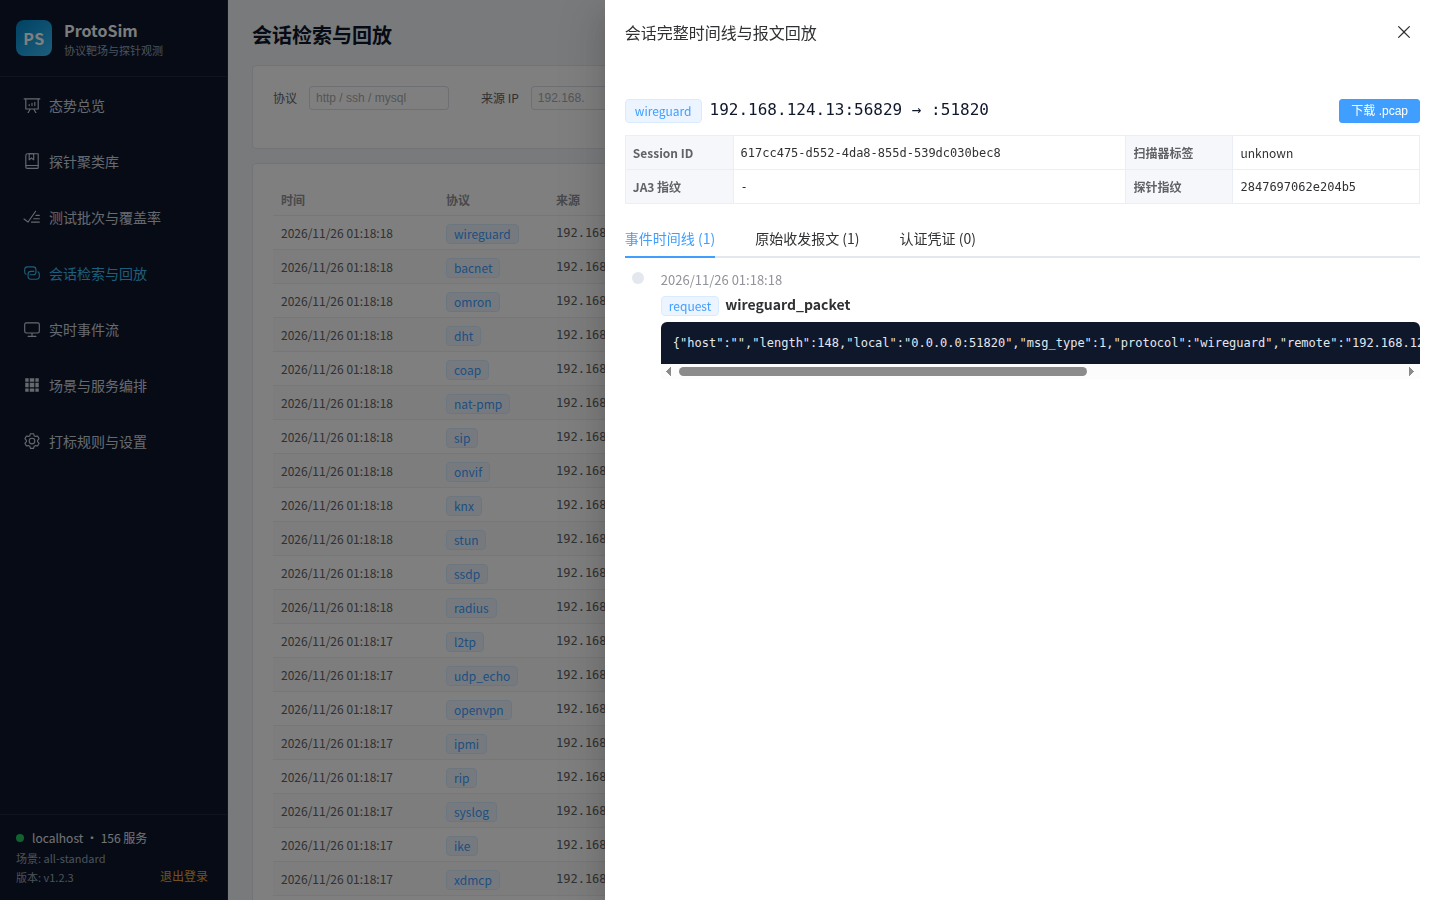 PS
ProtoSim
协议靶场与探针观测
态势总览
探针聚类库
测试批次与覆盖率
会话检索与回放
实时事件流
场景与服务编排
打标规则与设置
localhost · 156 服务
场景: all-standard
版本: v1.2.3
退出登录
会话检索与回放
协议
http / ssh / mysql
来源 IP
192.168.
时间 协议 来源
2026/11/26 01:18:18 wireguard 192.168
2026/11/26 01:18:18 bacnet 192.168
2026/11/26 01:18:18 omron 192.168
2026/11/26 01:18:18 dht 192.168
2026/11/26 01:18:18 coap 192.168
2026/11/26 01:18:18 nat-pmp 192.168
2026/11/26 01:18:18 sip 192.168
2026/11/26 01:18:18 onvif 192.168
2026/11/26 01:18:18 knx 192.168
2026/11/26 01:18:18 stun 192.168
2026/11/26 01:18:18 ssdp 192.168
2026/11/26 01:18:18 radius 192.168
2026/11/26 01:18:17 l2tp 192.168
2026/11/26 01:18:17 udp_echo 192.168
2026/11/26 01:18:17 openvpn 192.168
2026/11/26 01:18:17 ipmi 192.168
2026/11/26 01:18:17 rip 192.168
2026/11/26 01:18:17 syslog 192.168
2026/11/26 01:18:17 ike 192.168
2026/11/26 01:18:17 xdmcp 192.168
会话完整时间线与报文回放
wireguard 192.168.124.13:56829 → :51820
下载 .pcap
Session ID 617cc475-d552-4da8-855d-539dc030bec8 扫描器标签 unknown
JA3 指纹 - 探针指纹 2847697062e204b5
事件时间线 (1) 原始收发报文 (1) 认证凭证 (0)
2026/11/26 01:18:18
request wireguard_packet
{"host":"","length":148,"local":"0.0.0.0:51820","msg_type":1,"protocol":"wireguard","remote":"192.168.12